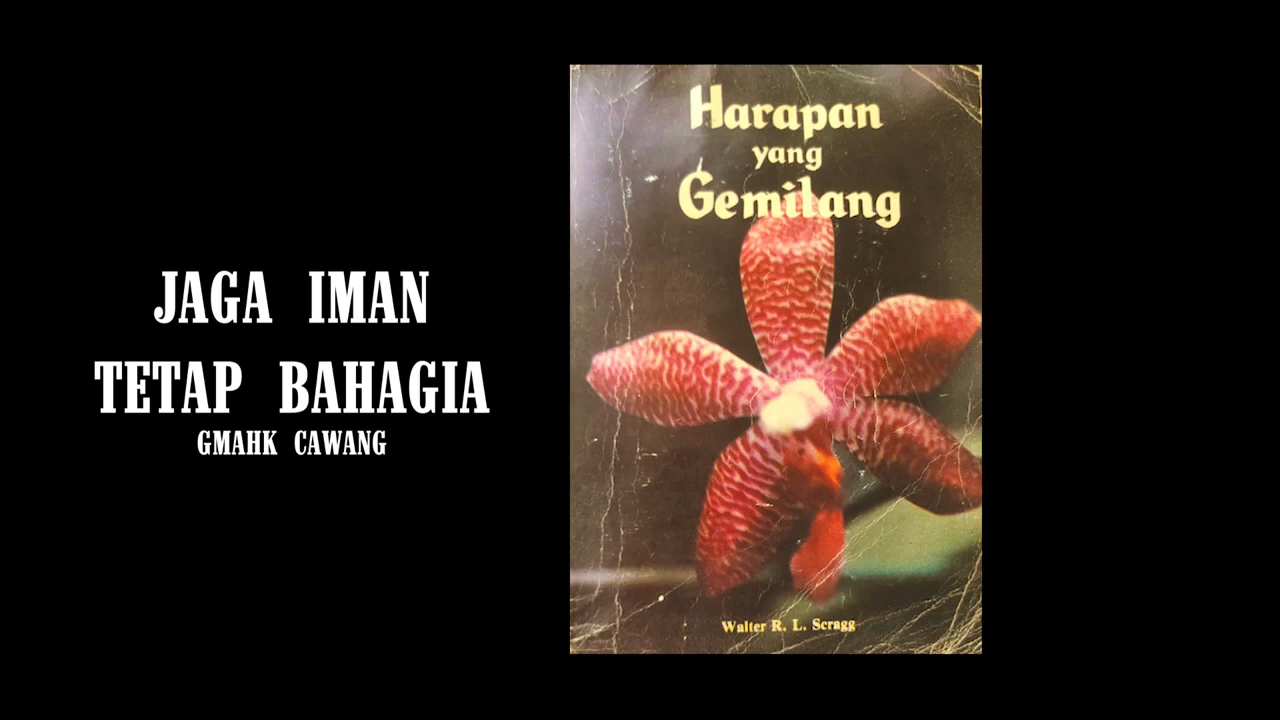 JAGA IMAN
TETAP BAHAGIA
GMAHK CAWANG
Harapan
yang
Gemilang
Walter R. L. Scragg